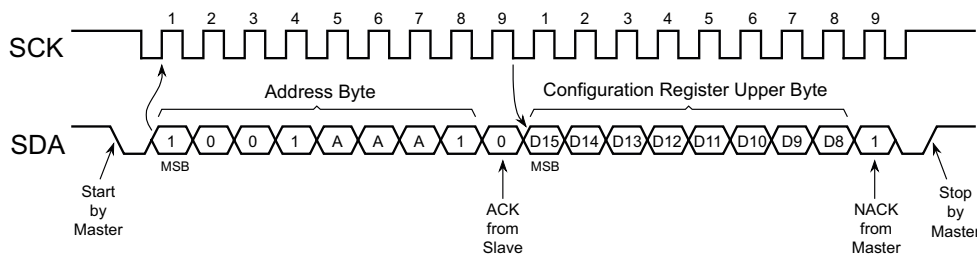 1 2 3 4 5 6 7 8 9 1 2 3 4 5 6 7 8 9
SCK
Address Byte Configuration Register Upper Byte
SDA 1 0 0 1 A A A 1 0 D15 D14 D13 D12 D11 D10 D9 D8 1
MSB MSB
Start
by
Master
ACK
from
Slave
NACK
from
Master
Stop
by
Master